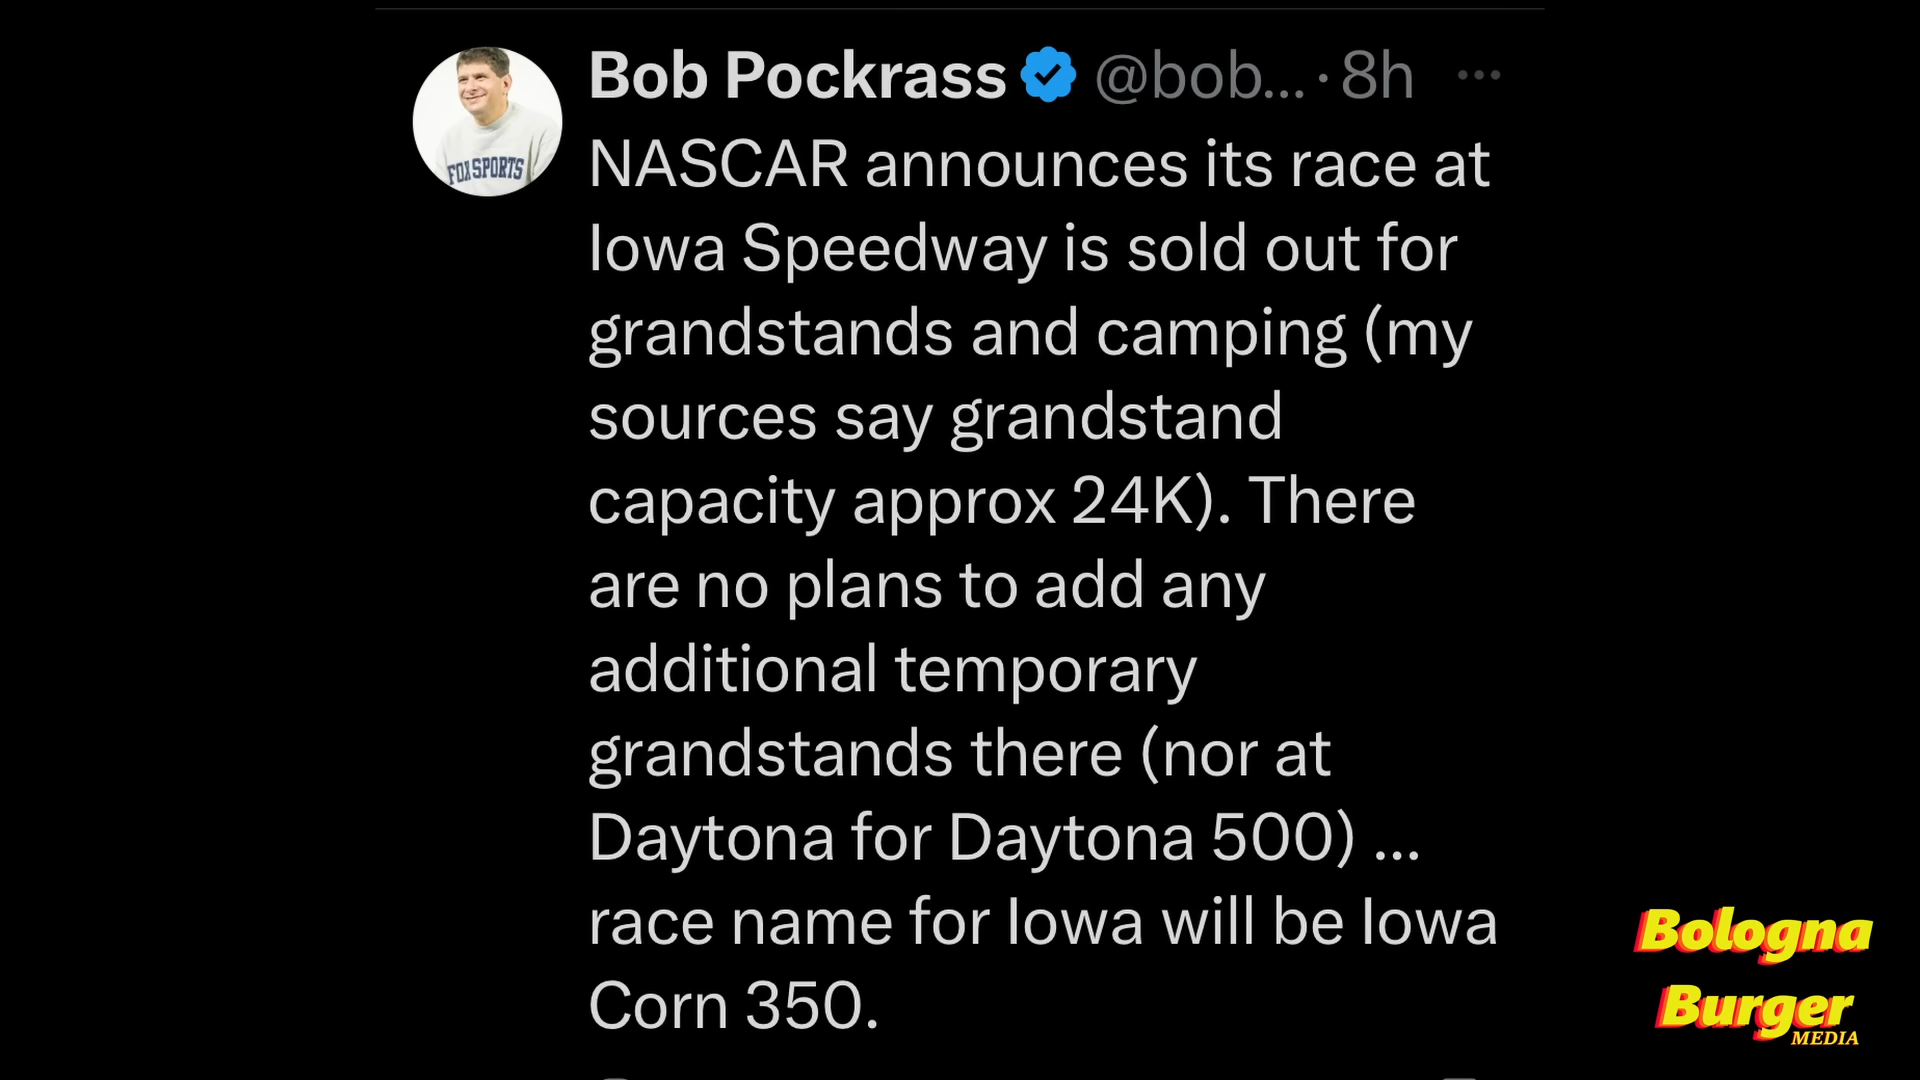 Bob Pockrass @bob... · 8h ...
FOX SPORTS
NASCAR announces its race at
Iowa Speedway is sold out for
grandstands and camping (my
sources say grandstand
capacity approx 24K). There
are no plans to add any
additional temporary
grandstands there (nor at
Daytona for Daytona 500) ...
race name for Iowa will be Iowa
Corn 350.
Bologna
Burger
MEDIA